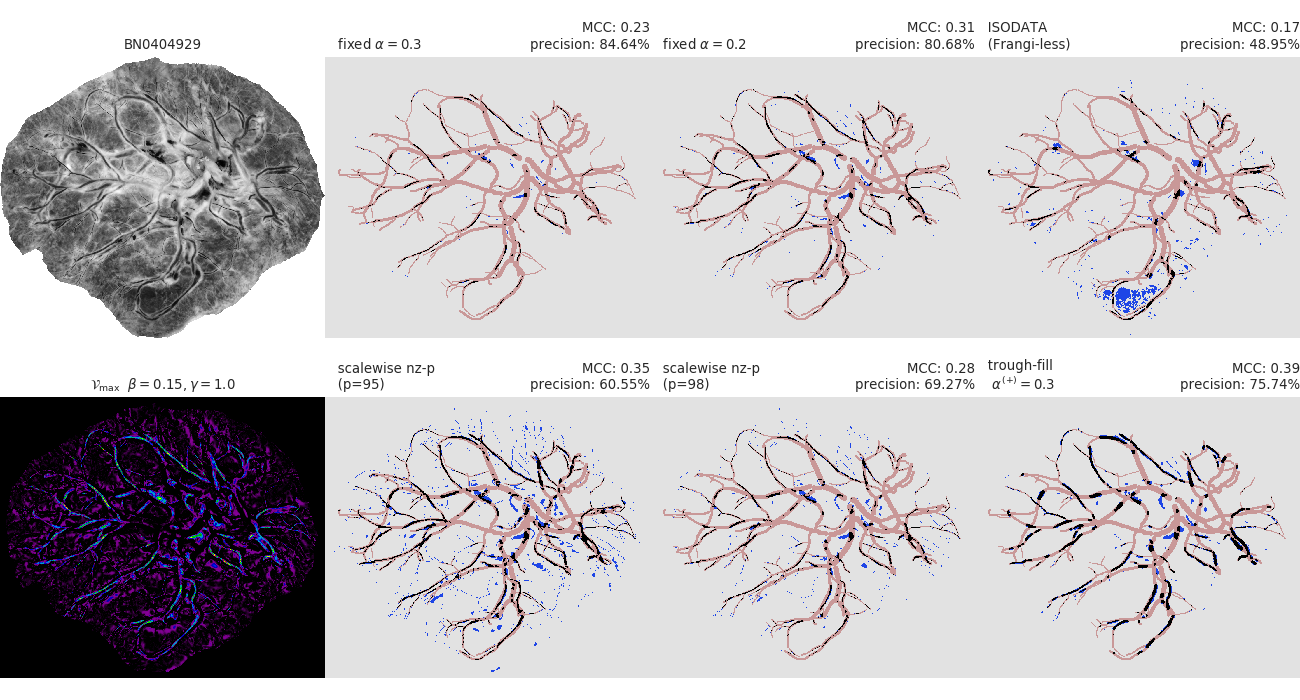 BN0404929
fixed α = 0.3
MCC: 0.23
precision: 84.64%
fixed α = 0.2
MCC: 0.31
precision: 80.68%
ISODATA
(Frangi-less)
MCC: 0.17
precision: 48.95%
𝒱max β = 0.15, γ = 1.0
scalewise nz-p
(p=95)
MCC: 0.35
precision: 60.55%
scalewise nz-p
(p=98)
MCC: 0.28
precision: 69.27%
trough-fill
α(+) = 0.3
MCC: 0.39
precision: 75.74%